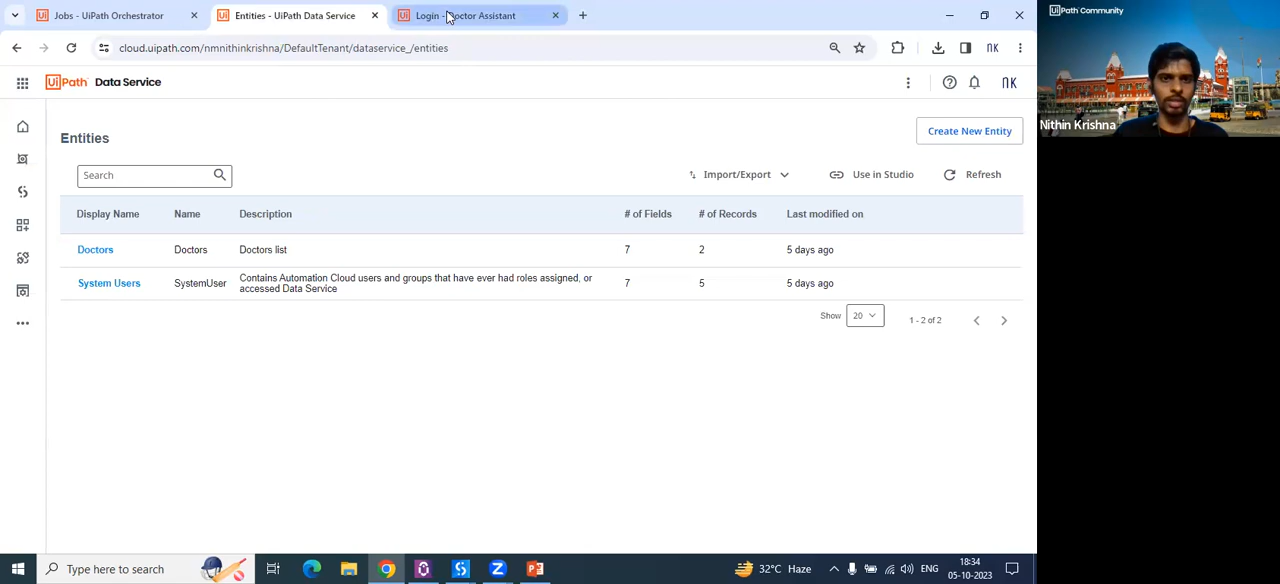 Jobs - UiPath Orchestrator
Entities - UiPath Data Service
Login - Doctor Assistant
cloud.uipath.com/nmnithinkrishna/DefaultTenant/dataservice_/entities
NK
UiPath Data Service
NK
Entities
Create New Entity
Search
Import/Export
Use in Studio
Refresh
Display Name
Name
Description
# of Fields
# of Records
Last modified on
Doctors
Doctors
Doctors list
7
2
5 days ago
System Users
SystemUser
Contains Automation Cloud users and groups that have ever had roles assigned, or
accessed Data Service
7
5
5 days ago
Show
20
1 - 2 of 2
UiPath Community
Nithin Krishna
Type here to search
32°C Haze
ENG
18:34
05-10-2023